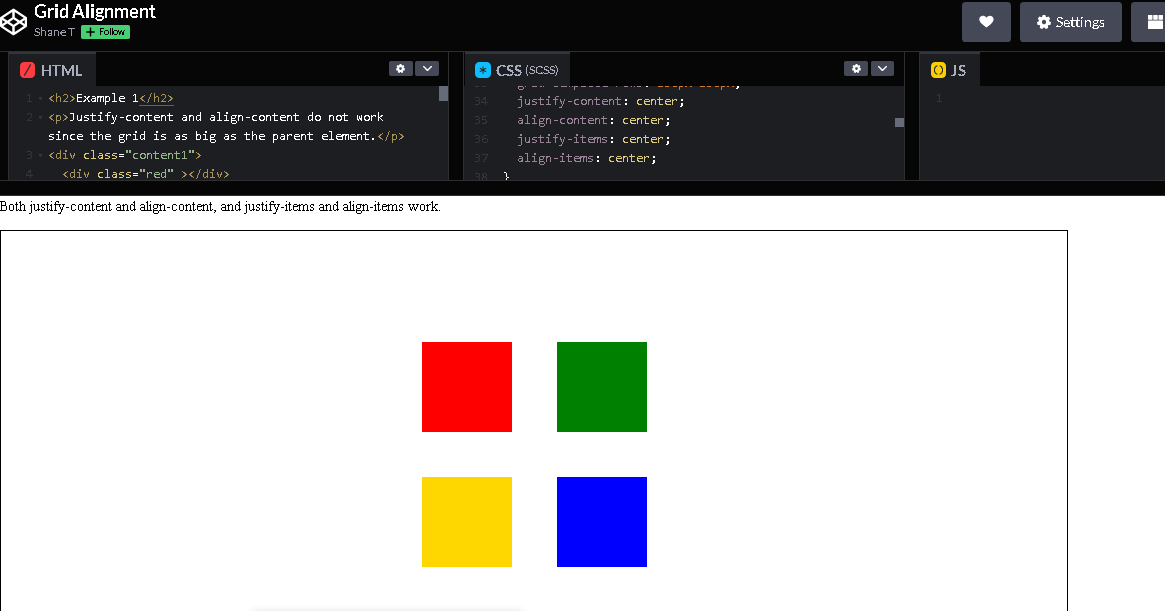 Grid Alignment
Shane T + Follow
Settings
HTML
1 <h2>Example 1</h2>
2 <p>Justify-content and align-content do not work
since the grid is as big as the parent element.</p>
3 <div class="content1">
4 <div class="red" ></div>
CSS (SCSS)
34 justify-content: center;
35 align-content: center;
36 justify-items: center;
37 align-items: center;
38 }
JS
1
Both justify-content and align-content, and justify-items and align-items work.